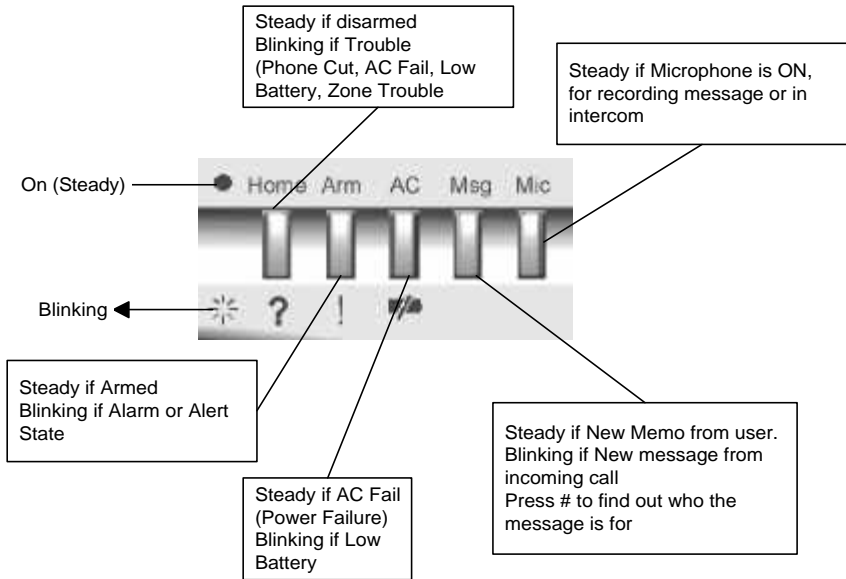 Steady if disarmed
Blinking if Trouble
(Phone Cut, AC Fail, Low
Battery, Zone Trouble
Steady if Microphone is ON,
for recording message or in
intercom
On (Steady)
Home Arm AC Msg Mic
Blinking
? !
Steady if Armed
Blinking if Alarm or Alert
State
Steady if AC Fail
(Power Failure)
Blinking if Low
Battery
Steady if New Memo from user.
Blinking if New message from
incoming call
Press # to find out who the
message is for